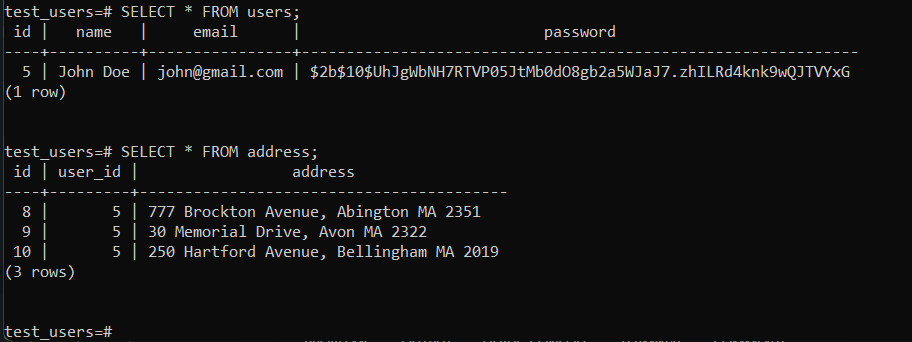 test_users=# SELECT * FROM users;
 id |   name   |     email      |                           password
----+----------+----------------+--------------------------------------------------------------
  5 | John Doe | john@gmail.com | $2b$10$UhJgWbNH7RTVP05JtMb0dO8gb2a5WJaJ7.zhILRd4knk9wQJTVYxG
(1 row)
test_users=# SELECT * FROM address;
 id | user_id |                  address
----+---------+--------------------------------------------
  8 |       5 | 777 Brockton Avenue, Abington MA 2351
  9 |       5 | 30 Memorial Drive, Avon MA 2322
 10 |       5 | 250 Hartford Avenue, Bellingham MA 2019
(3 rows)
test_users=#